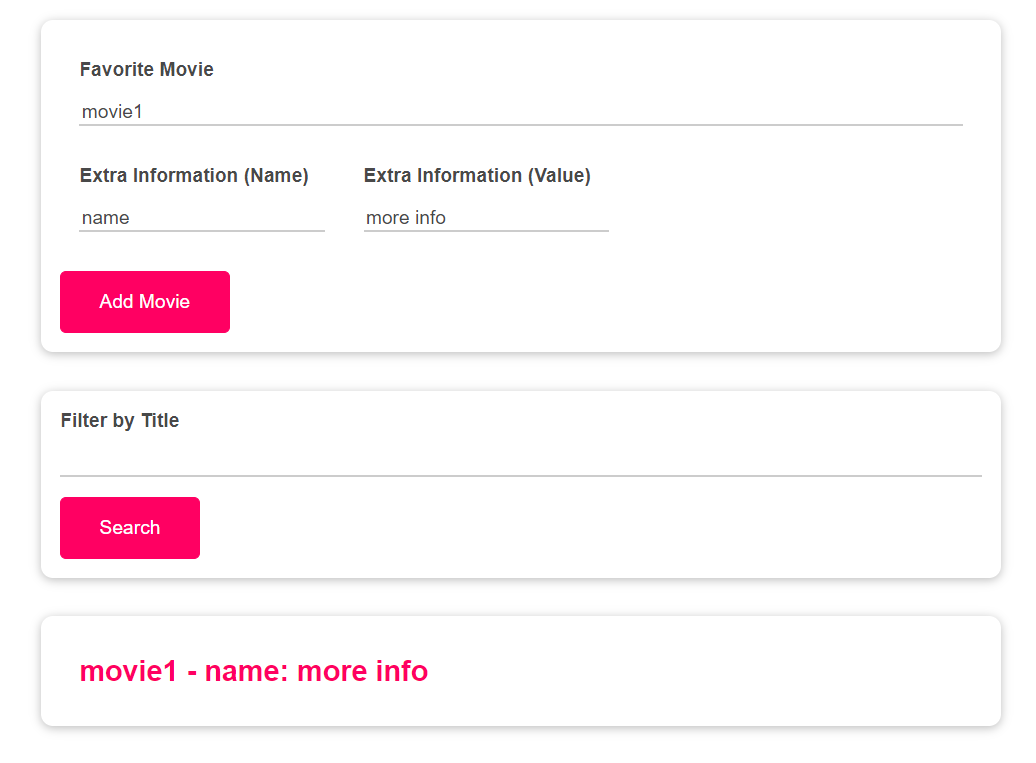 Favorite Movie
movie1
Extra Information (Name) Extra Information (Value)
name more info
Add Movie
Filter by Title
Search
movie1 - name: more info